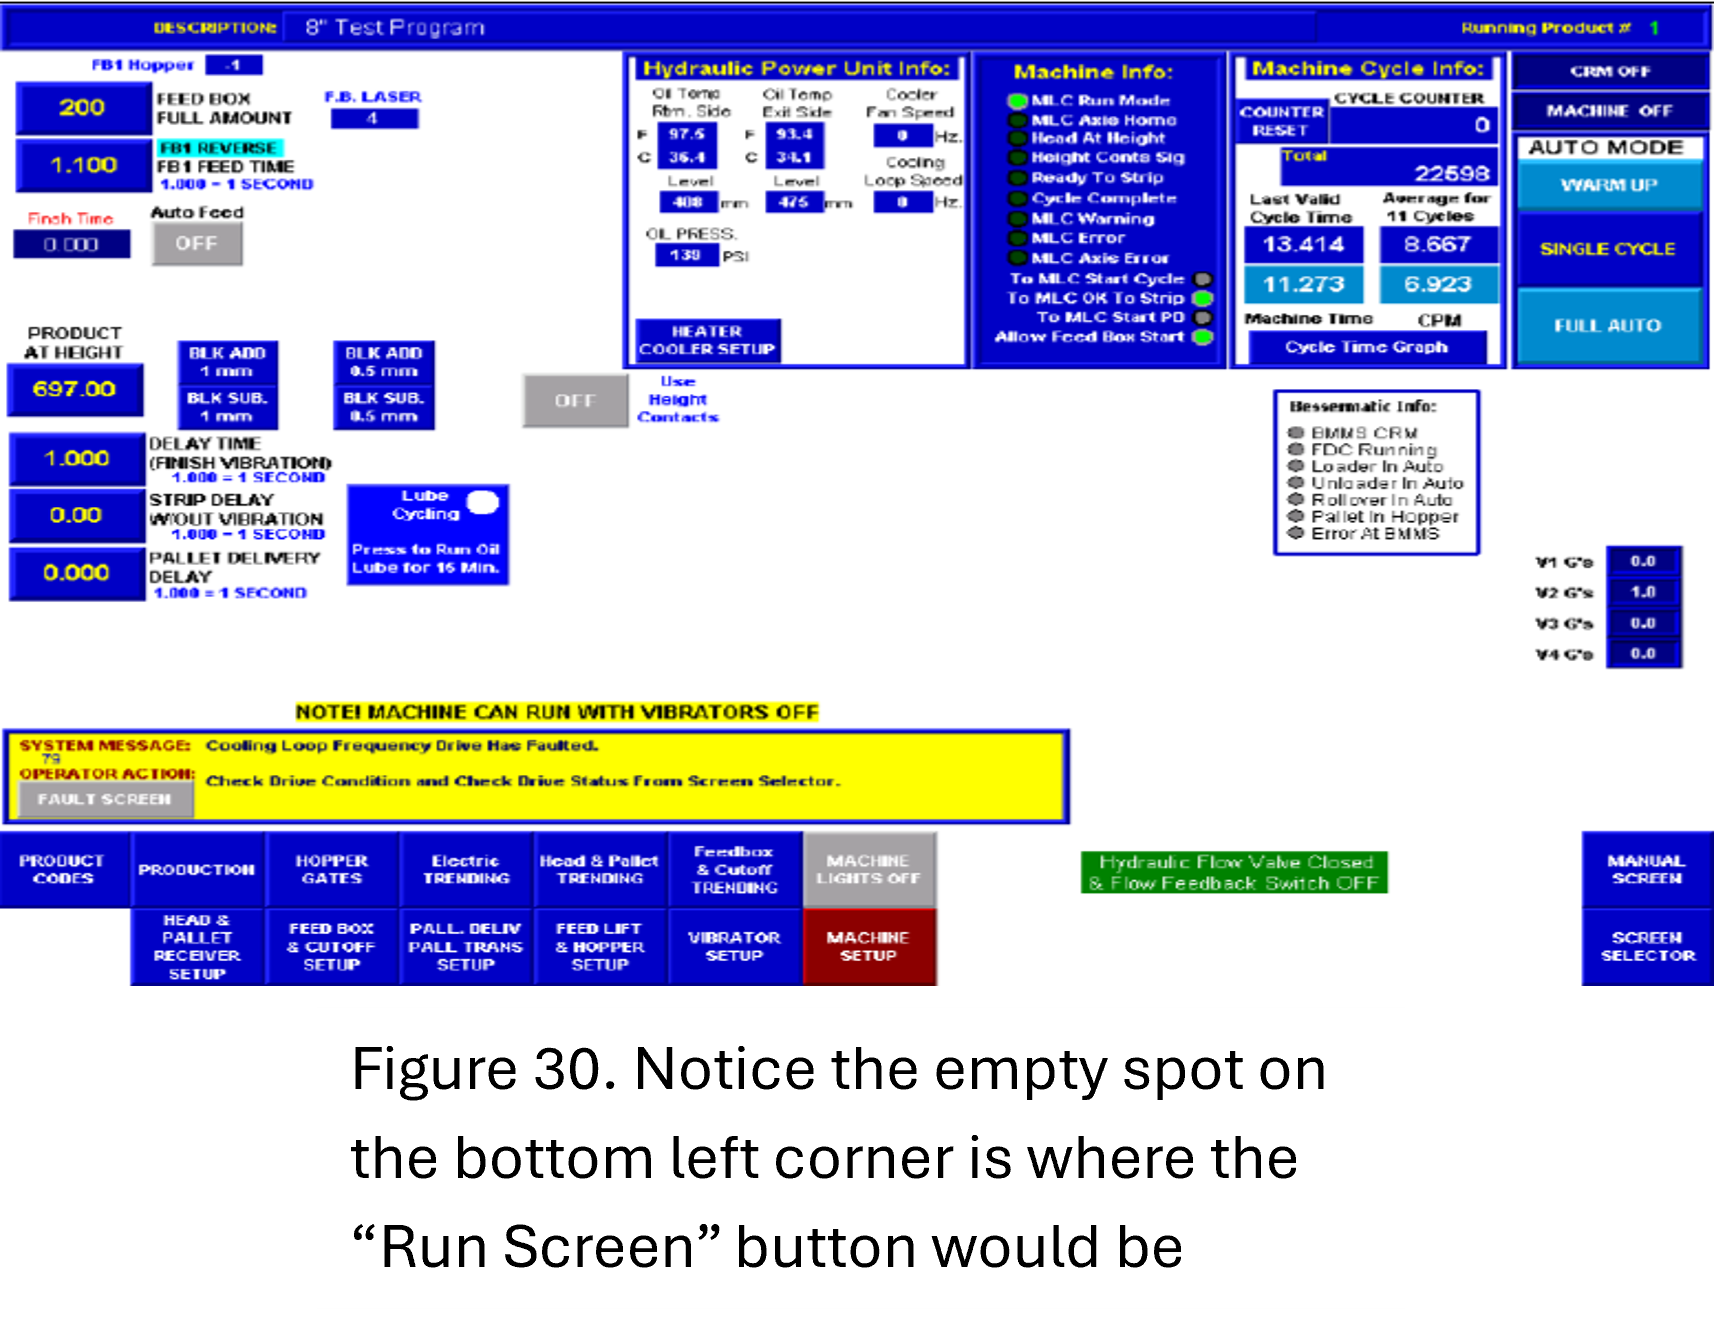 DESCRIPTION: 8" Test Program Running Product # 1
FB1 Hopper -1
200 FEED BOX
FULL AMOUNT
F.B. LASER
4
1.100 FB1 REVERSE
FB1 FEED TIME
1.000 = 1 SECOND
Finsh Time
0.000
Auto Feed
OFF
Hydraulic Power Unit Info:
Oil Temp
Rtrn. Side
F 97.5
C 36.4
Level
408 mm
Oil Temp
Exit Side
F 93.4
C 34.1
Level
475 mm
Cooler
Fan Speed
0 Hz.
Cooling
Loop Speed
0 Hz.
OIL PRESS.
139 PSI
HEATER
COOLER SETUP
Machine Info:
MLC Run Mode
MLC Axis Home
Head At Height
Height Conts Sig
Ready To Strip
Cycle Complete
MLC Warning
MLC Error
MLC Axis Error
To MLC Start Cycle
To MLC OK To Strip
To MLC Start PD
Allow Feed Box Start
Machine Cycle Info:
COUNTER
RESET
CYCLE COUNTER
0
Total
22598
Last Valid
Cycle Time
13.414
11.273
Machine Time
Average for
11 Cycles
8.667
6.923
CPM
Cycle Time Graph
CRM OFF
MACHINE OFF
AUTO MODE
WARM UP
SINGLE CYCLE
FULL AUTO
PRODUCT
AT HEIGHT
697.00
BLK ADD
1 mm
BLK SUB.
1 mm
BLK ADD
0.5 mm
BLK SUB.
0.5 mm
OFF
Use
Height
Contacts
1.000 DELAY TIME
(FINISH VIBRATION)
1.000 = 1 SECOND
0.00 STRIP DELAY
W/OUT VIBRATION
1.000 = 1 SECOND
0.000 PALLET DELIVERY
DELAY
1.000 = 1 SECOND
Lube
Cycling
Press to Run Oil
Lube for 15 Min.
Bessermatic Info:
BMMS CRM
FDC Running
Loader In Auto
Unloader In Auto
Rollover In Auto
Pallet In Hopper
Error At BMMS
V1 G's 0.0
V2 G's 1.0
V3 G's 0.0
V4 G's 0.0
NOTE! MACHINE CAN RUN WITH VIBRATORS OFF
SYSTEM MESSAGE: Cooling Loop Frequency Drive Has Faulted.
79
OPERATOR ACTION: Check Drive Condition and Check Drive Status From Screen Selector.
FAULT SCREEN
PRODUCT
CODES
PRODUCTION
HOPPER
GATES
Electric
TRENDING
Head & Pallet
TRENDING
Feedbox
& Cutoff
TRENDING
MACHINE
LIGHTS OFF
Hydraulic Flow Valve Closed
& Flow Feedback Switch OFF
MANUAL
SCREEN
HEAD &
PALLET
RECEIVER
SETUP
FEED BOX
& CUTOFF
SETUP
PALL. DELIV
PALL TRANS
SETUP
FEED LIFT
& HOPPER
SETUP
VIBRATOR
SETUP
MACHINE
SETUP
SCREEN
SELECTOR
Figure 30. Notice the empty spot on
the bottom left corner is where the
“Run Screen” button would be